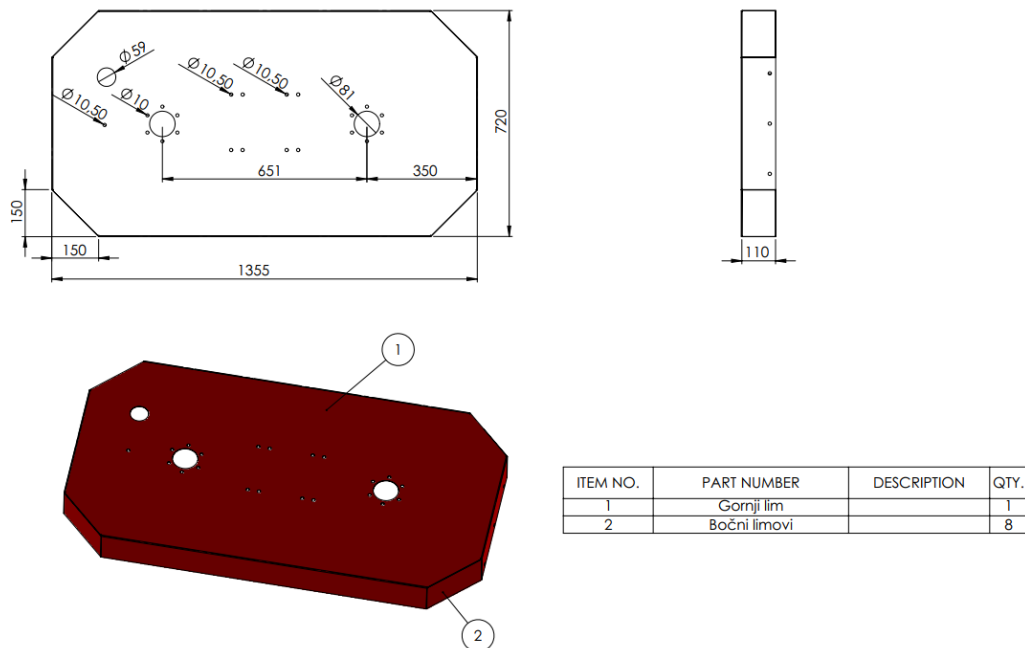 Ø59
Ø10,50
Ø10,50
Ø81
Ø10,50
Ø10
720
651
350
150
150
1355
110
1
2
ITEM NO. PART NUMBER DESCRIPTION QTY.
1 Gornji lim 1
2 Bočni limovi 8